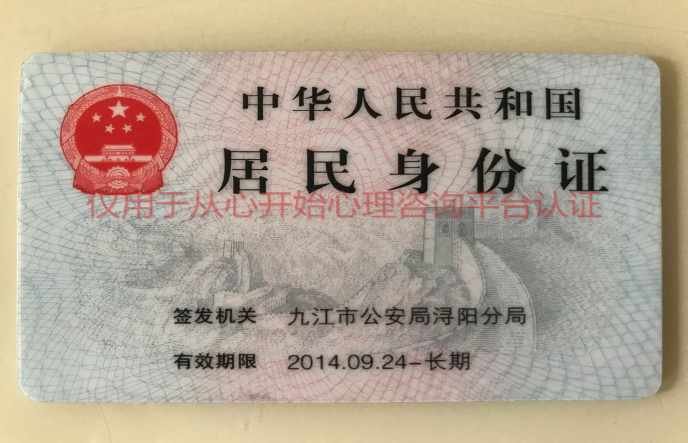 中华人民共和国
居民身份证
仅用于从心开始心理咨询平台认证
签发机关 九江市公安局浔阳分局
有效期限 2014.09.24-长期